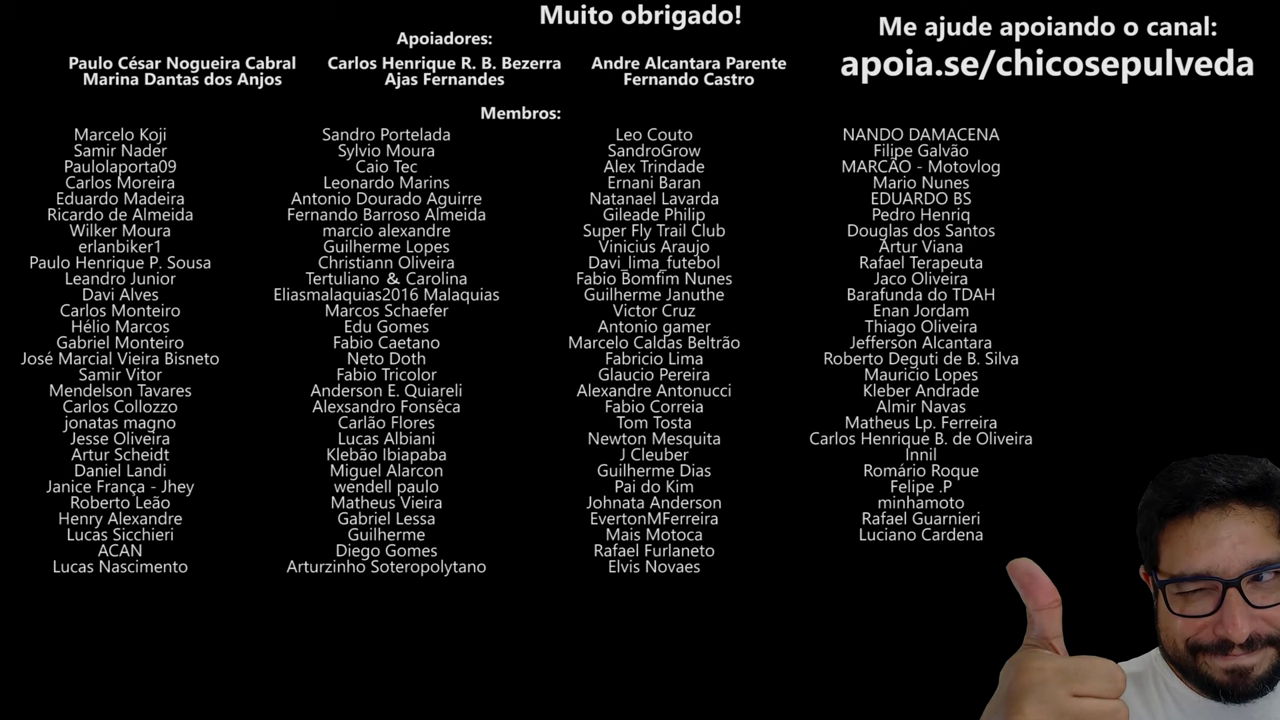 Muito obrigado!
Me ajude apoiando o canal:
apoia.se/chicosepulveda
Apoiadores:
Paulo César Nogueira Cabral
Marina Dantas dos Anjos
Carlos Henrique R. B. Bezerra
Ajas Fernandes
Andre Alcantara Parente
Fernando Castro
Membros:
Marcelo Koji
Samir Nader
Paulolaporta09
Carlos Moreira
Eduardo Madeira
Ricardo de Almeida
Wilker Moura
erlanbiker1
Paulo Henrique P. Sousa
Leandro Junior
Davi Alves
Carlos Monteiro
Hélio Marcos
Gabriel Monteiro
José Marcial Vieira Bisneto
Samir Vitor
Mendelson Tavares
Carlos Collozzo
jonatas magno
Jesse Oliveira
Artur Scheidt
Daniel Landi
Janice França - Jhey
Roberto Leão
Henry Alexandre
Lucas Sicchieri
ACAN
Lucas Nascimento
Sandro Portelada
Sylvio Moura
Caio Tec
Leonardo Marins
Antonio Dourado Aguirre
Fernando Barroso Almeida
marcio alexandre
Guilherme Lopes
Christiann Oliveira
Tertuliano & Carolina
Eliasmalaquias2016 Malaquias
Marcos Schaefer
Edu Gomes
Fabio Caetano
Neto Doth
Fabio Tricolor
Anderson E. Quiareli
Alexsandro Fonsêca
Carlão Flores
Lucas Albiani
Klebão Ibiapaba
Miguel Alarcon
wendell paulo
Matheus Vieira
Gabriel Lessa
Guilherme
Diego Gomes
Arturzinho Soteropolytano
Leo Couto
SandroGrow
Alex Trindade
Ernani Baran
Natanael Lavarda
Gileade Philip
Super Fly Trail Club
Vinicius Araujo
Davi_lima_futebol
Fabio Bomfim Nunes
Guilherme Januthe
Victor Cruz
Antonio gamer
Marcelo Caldas Beltrão
Fabricio Lima
Glaucio Pereira
Alexandre Antonucci
Fabio Correia
Tom Tosta
Newton Mesquita
J Cleuber
Guilherme Dias
Pai do Kim
Johnata Anderson
EvertonMFerreira
Mais Motoca
Rafael Furlaneto
Elvis Novaes
NANDO DAMACENA
Filipe Galvão
MARCÃO - Motovlog
Mario Nunes
EDUARDO BS
Pedro Henriq
Douglas dos Santos
Artur Viana
Rafael Terapeuta
Jaco Oliveira
Barafunda do TDAH
Enan Jordam
Thiago Oliveira
Jefferson Alcantara
Roberto Deguti de B. Silva
Mauricio Lopes
Kleber Andrade
Almir Navas
Matheus Lp. Ferreira
Carlos Henrique B. de Oliveira
Innil
Romário Roque
Felipe .P
minhamoto
Rafael Guarnieri
Luciano Cardena